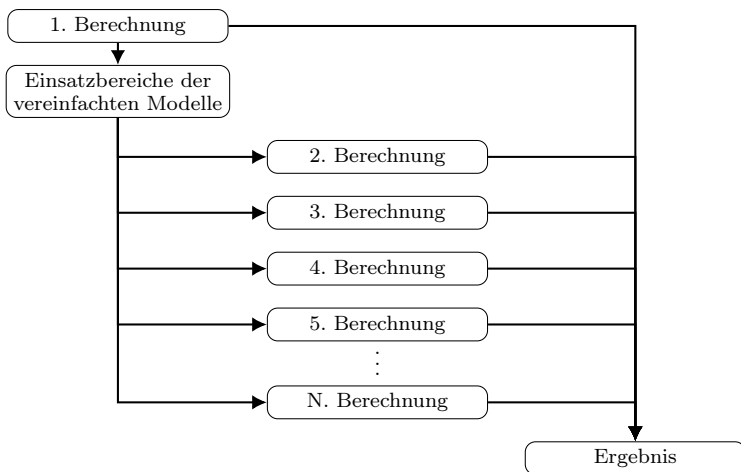 1. Berechnung
Einsatzbereiche der
vereinfachten Modelle
2. Berechnung
3. Berechnung
4. Berechnung
5. Berechnung
⋮
N. Berechnung
Ergebnis